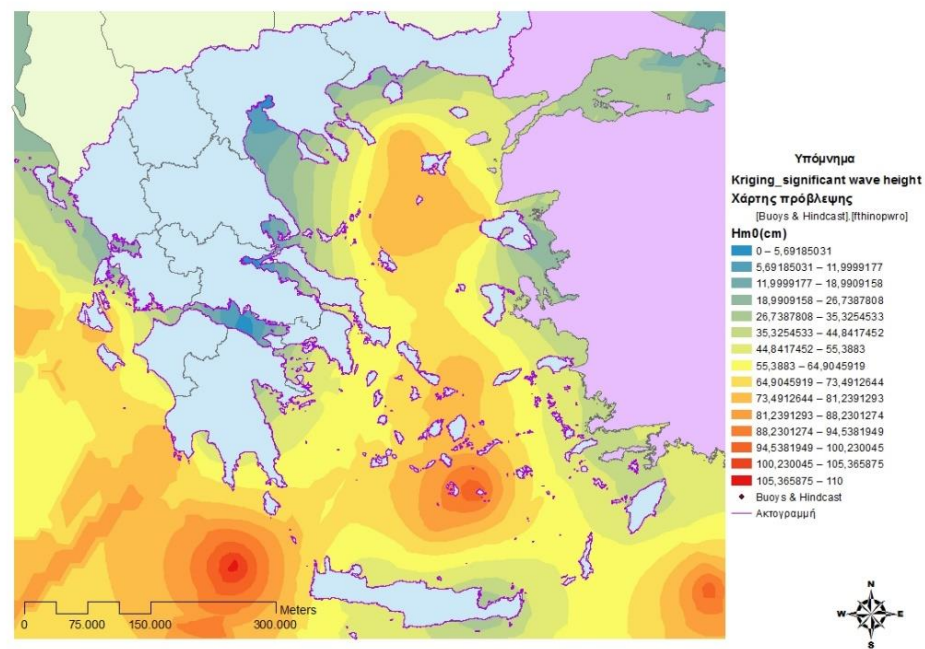 Υπόμνημα
Kriging_significant wave height
Χάρτης πρόβλεψης
[Buoys & Hindcast].[fthinopwro]
Hm0(cm)
0 – 5,69185031
5,69185031 – 11,9999177
11,9999177 – 18,9909158
18,9909158 – 26,7387808
26,7387808 – 35,3254533
35,3254533 – 44,8417452
44,8417452 – 55,3883
55,3883 – 64,9045919
64,9045919 – 73,4912644
73,4912644 – 81,2391293
81,2391293 – 88,2301274
88,2301274 – 94,5381949
94,5381949 – 100,230045
100,230045 – 105,365875
105,365875 – 110
Buoys & Hindcast
Ακτογραμμή
Meters
0 75.000 150.000 300.000
N
W E
S